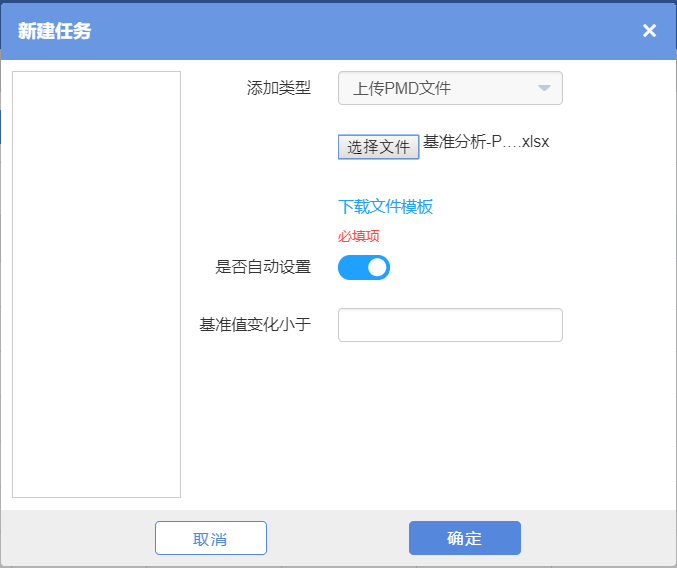 新建任务
添加类型 上传PMD文件
选择文件 基准分析-P….xlsx
下载文件模板
必填项
是否自动设置
基准值变化小于
取消 确定